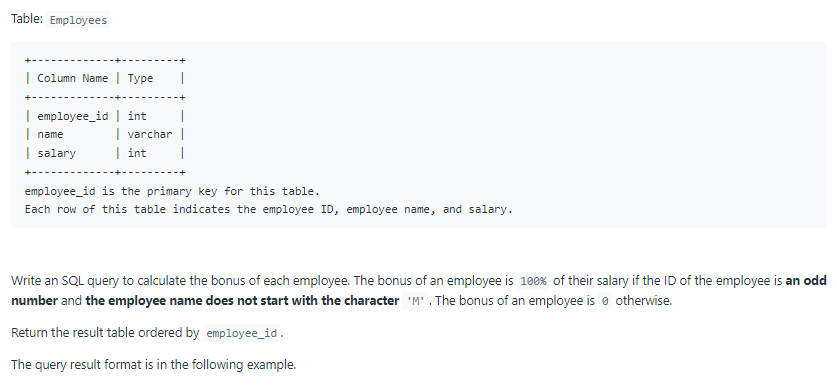 Table: Employees
+-------------+---------+
| Column Name | Type    |
+-------------+---------+
| employee_id | int     |
| name        | varchar |
| salary      | int     |
+-------------+---------+
employee_id is the primary key for this table.
Each row of this table indicates the employee ID, employee name, and salary.
Write an SQL query to calculate the bonus of each employee. The bonus of an employee is 100% of their salary if the ID of the employee is an odd
number and the employee name does not start with the character 'M'. The bonus of an employee is 0 otherwise.
Return the result table ordered by employee_id.
The query result format is in the following example.